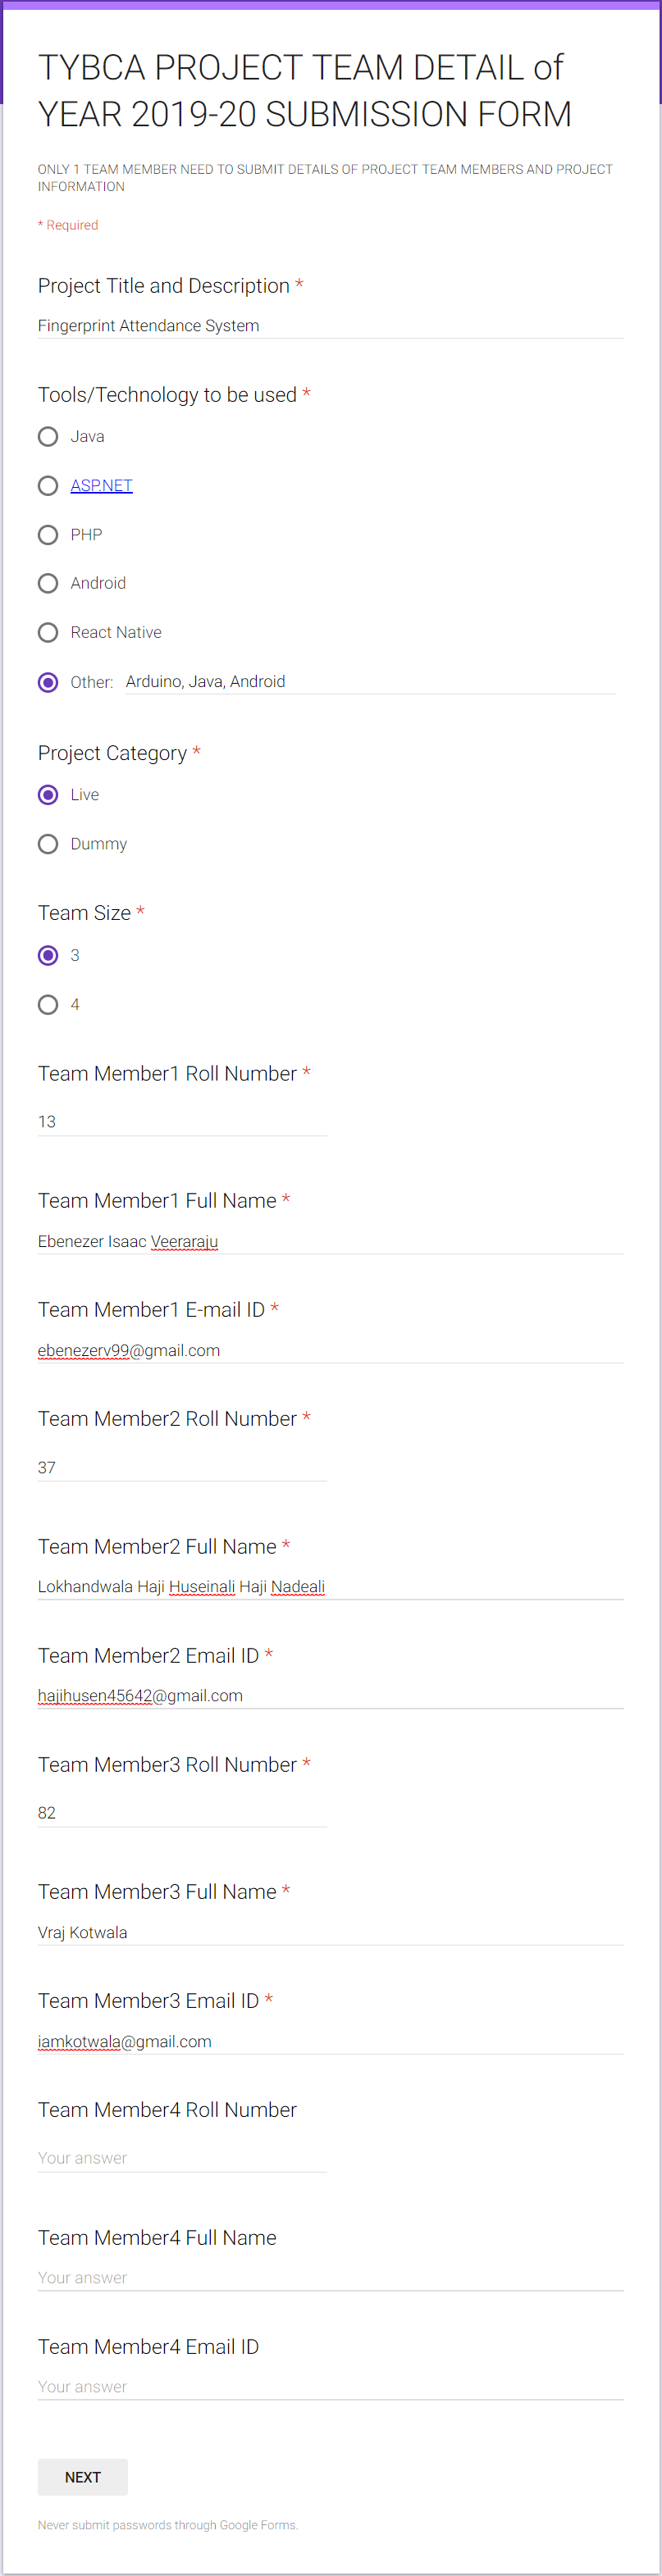 TYBCA PROJECT TEAM DETAIL of
YEAR 2019-20 SUBMISSION FORM
ONLY 1 TEAM MEMBER NEED TO SUBMIT DETAILS OF PROJECT TEAM MEMBERS AND PROJECT
INFORMATION
* Required
Project Title and Description *
Fingerprint Attendance System
Tools/Technology to be used *
Java
ASP.NET
PHP
Android
React Native
Other: Arduino, Java, Android
Project Category *
Live
Dummy
Team Size *
3
4
Team Member1 Roll Number *
13
Team Member1 Full Name *
Ebenezer Isaac Veeraraju
Team Member1 E-mail ID *
ebenezerv99@gmail.com
Team Member2 Roll Number *
37
Team Member2 Full Name *
Lokhandwala Haji Huseinali Haji Nadeali
Team Member2 Email ID *
hajihusen45642@gmail.com
Team Member3 Roll Number *
82
Team Member3 Full Name *
Vraj Kotwala
Team Member3 Email ID *
iamkotwala@gmail.com
Team Member4 Roll Number
Your answer
Team Member4 Full Name
Your answer
Team Member4 Email ID
Your answer
NEXT
Never submit passwords through Google Forms.